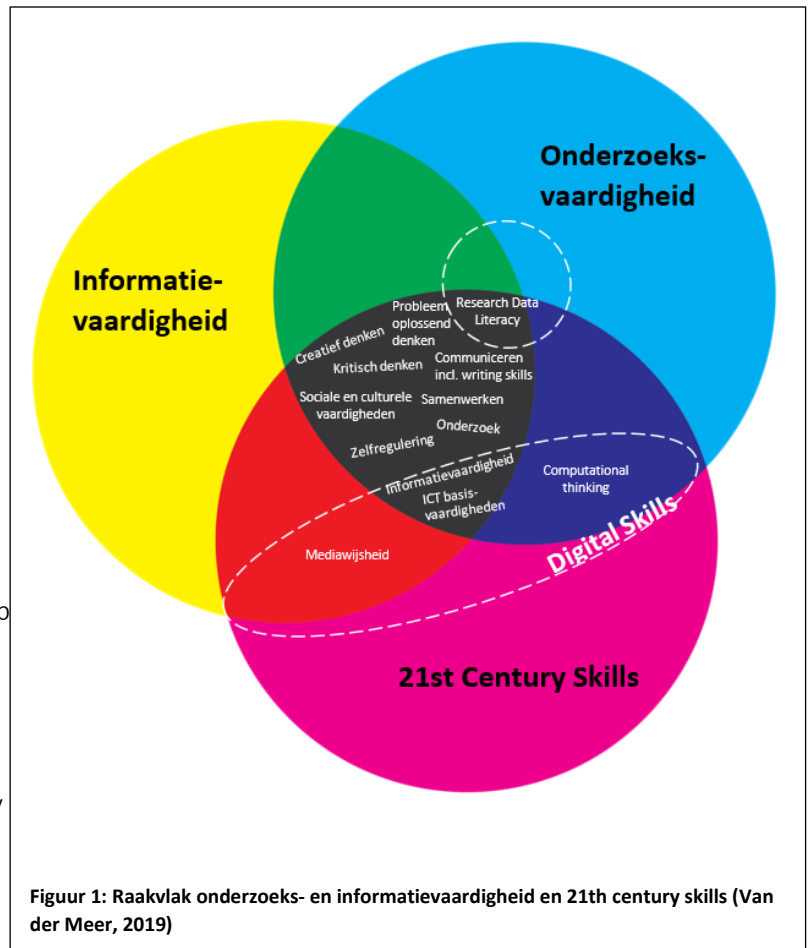 Onderzoeks-
vaardigheid
Informatie-
vaardigheid
Research Data
Literacy
Probleem
oplossend
denken
Creatief denken
Kritisch denken
Communiceren
incl. writing skills
Sociale en culturele
vaardigheden
Samenwerken
Onderzoek
Zelfregulering
Informatievaardigheid
ICT basis-
vaardigheden
Computational
thinking
Digital Skills
Mediawijsheid
21st Century Skills
Figuur 1: Raakvlak onderzoeks- en informatievaardigheid en 21th century skills (Van
der Meer, 2019)